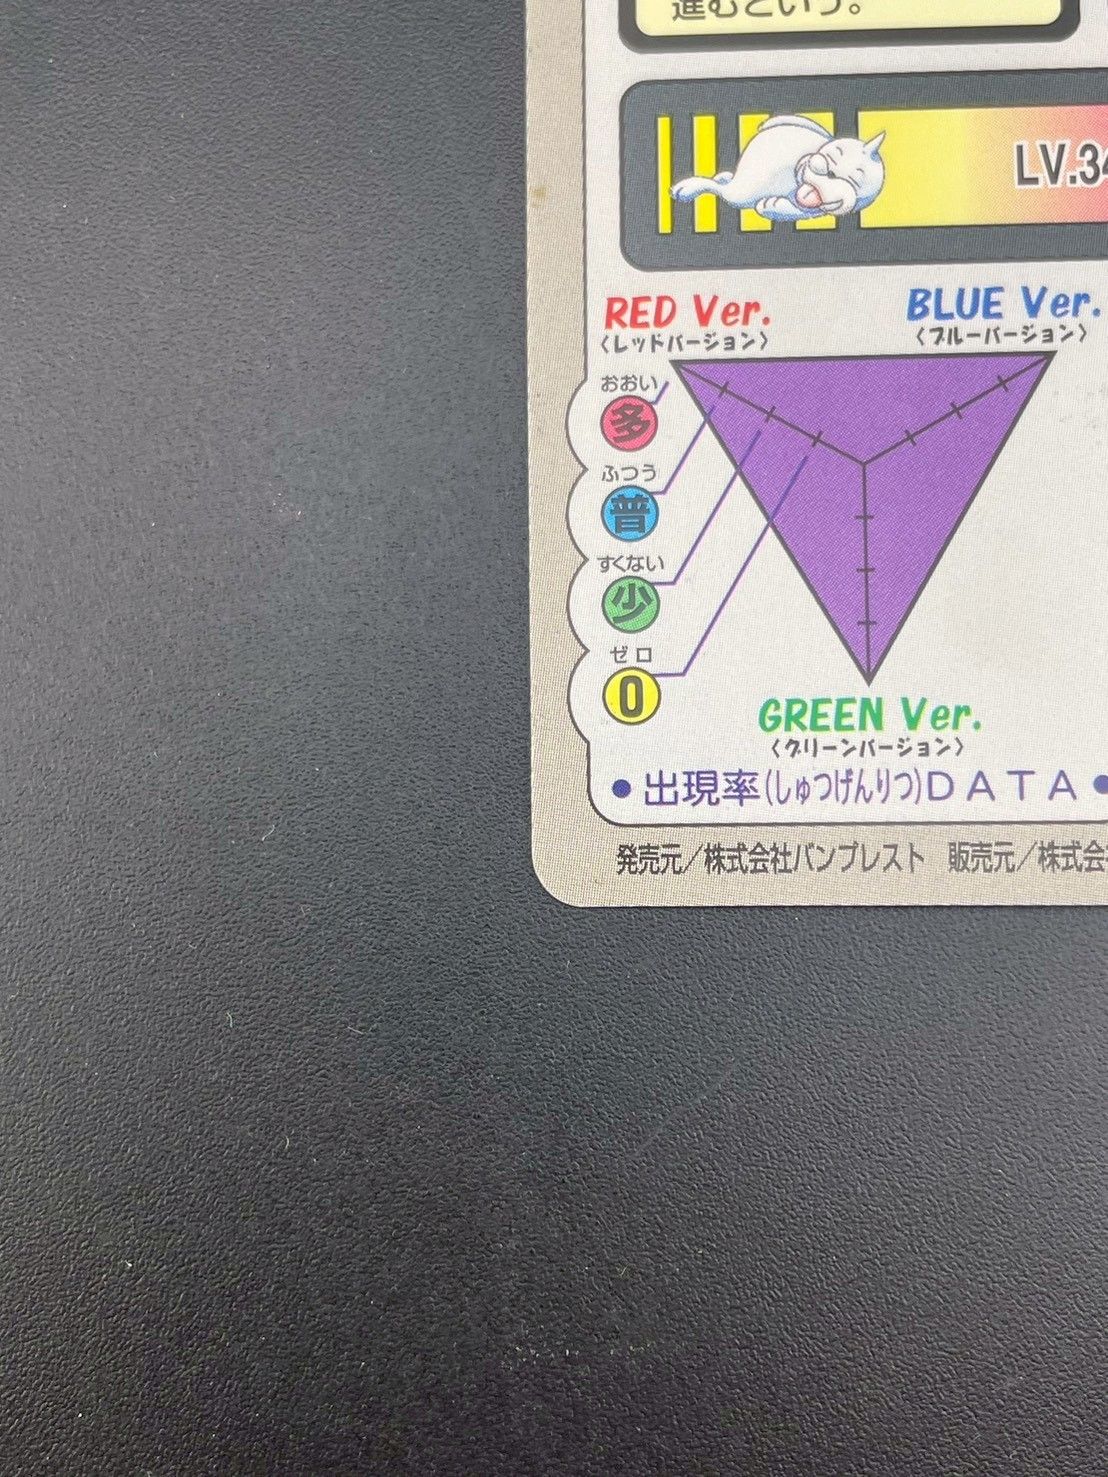 進むという。
LV.34
RED Ver. BLUE Ver.
〈レッドバージョン〉 〈ブルーバージョン〉
おおい
多
ふつう
普
すくない
少
ゼロ
0
GREEN Ver.
〈グリーンバージョン〉
●出現率(しゅつげんりつ)DATA●
発売元／株式会社バンプレスト 販売元／株式会